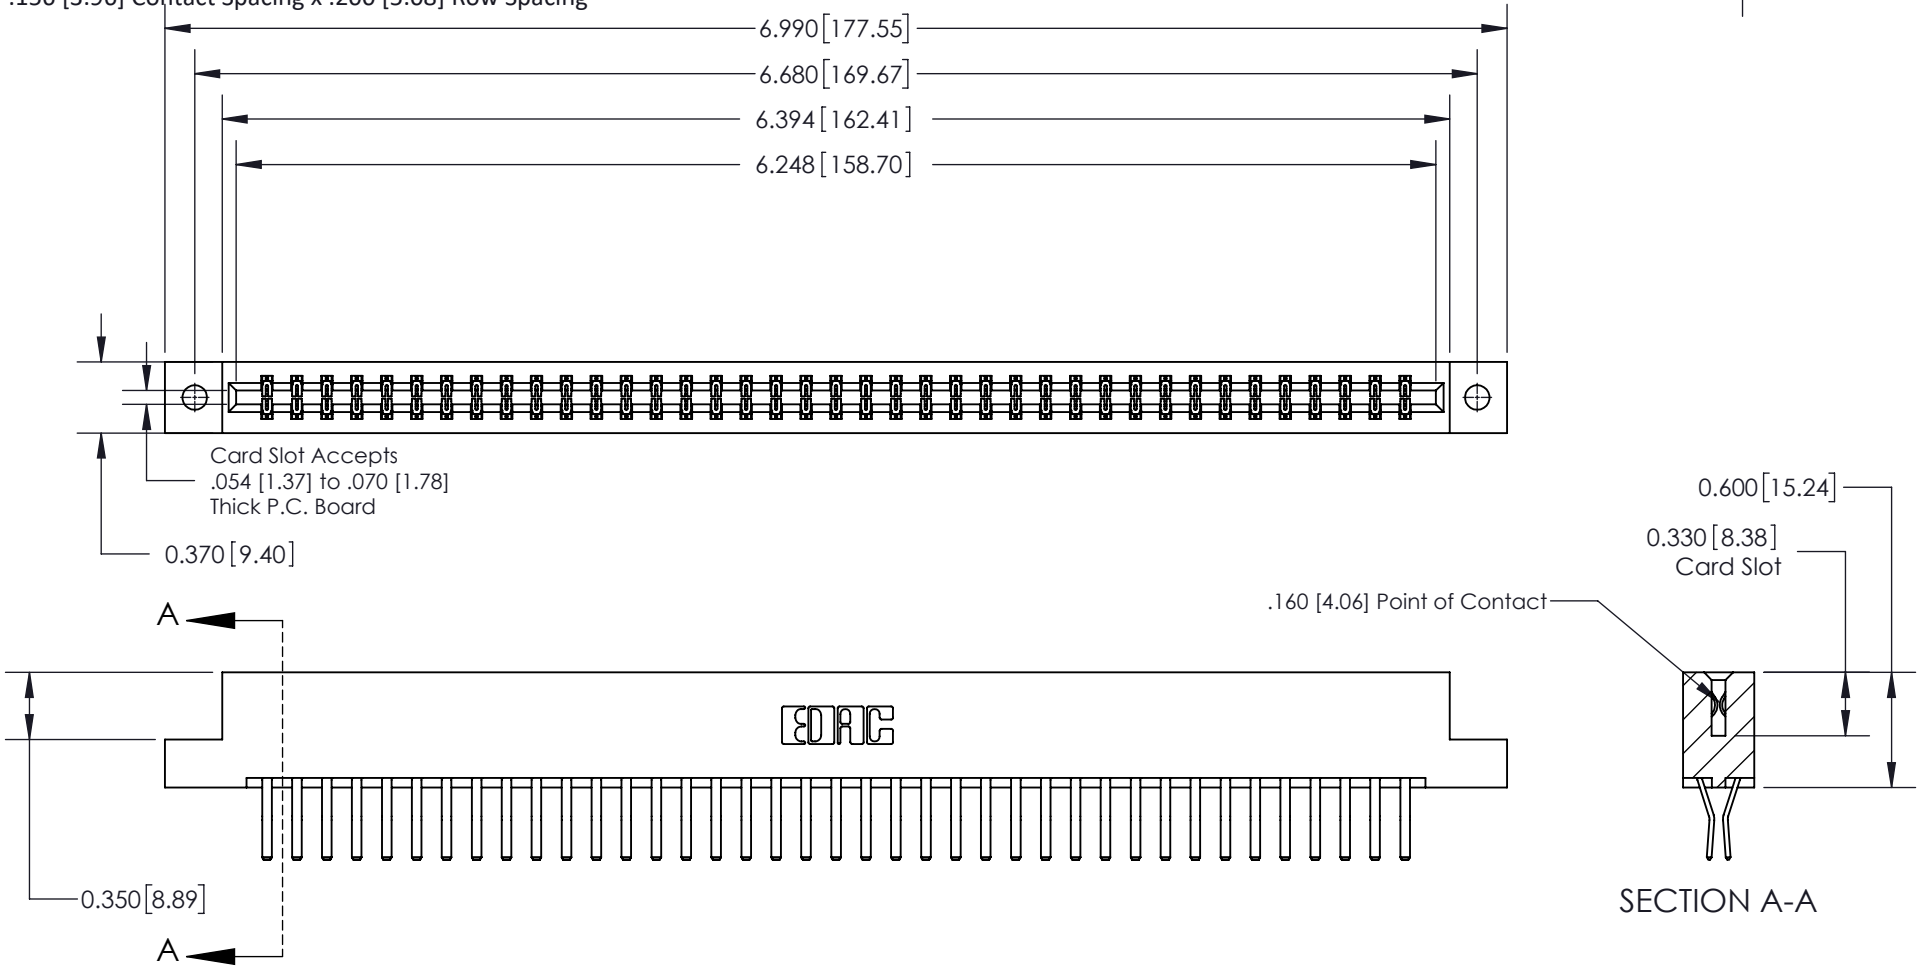 .156 [3.96] Contact Spacing x .200 [5.08] Row Spacing
6.990[177.55]
6.680[169.67]
6.394[162.41]
6.248[158.70]
Card Slot Accepts
.054 [1.37] to .070 [1.78]
Thick P.C. Board
0.370[9.40]
0.600[15.24]
0.330[8.38]
Card Slot
.160 [4.06] Point of Contact
A
EDAC
0.350[8.89]
SECTION A-A
A